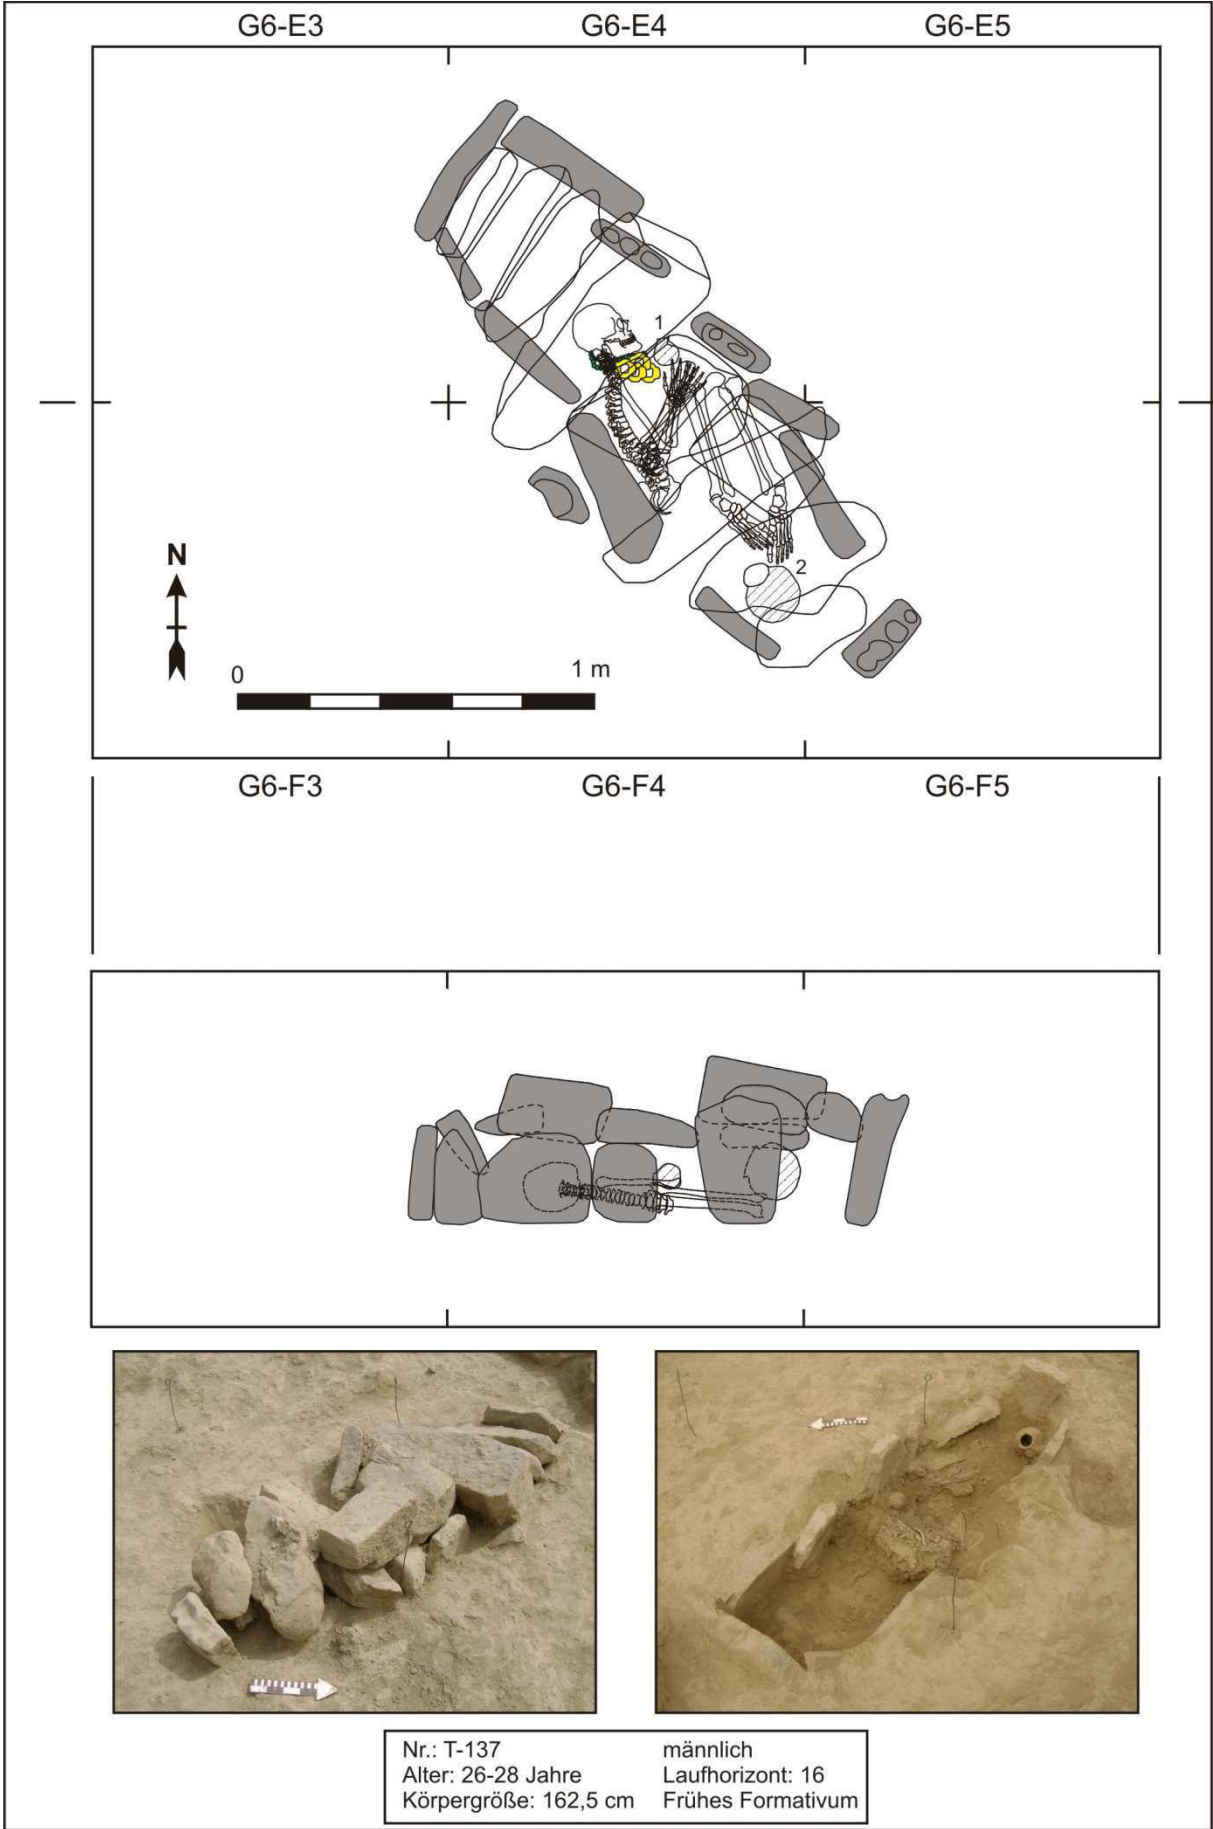 G6-E3 G6-E4 G6-E5
1
2
N
0 1 m
G6-F3 G6-F4 G6-F5
Nr.: T-137 männlich
Alter: 26-28 Jahre Laufhorizont: 16
Körpergröße: 162,5 cm Frühes Formativum